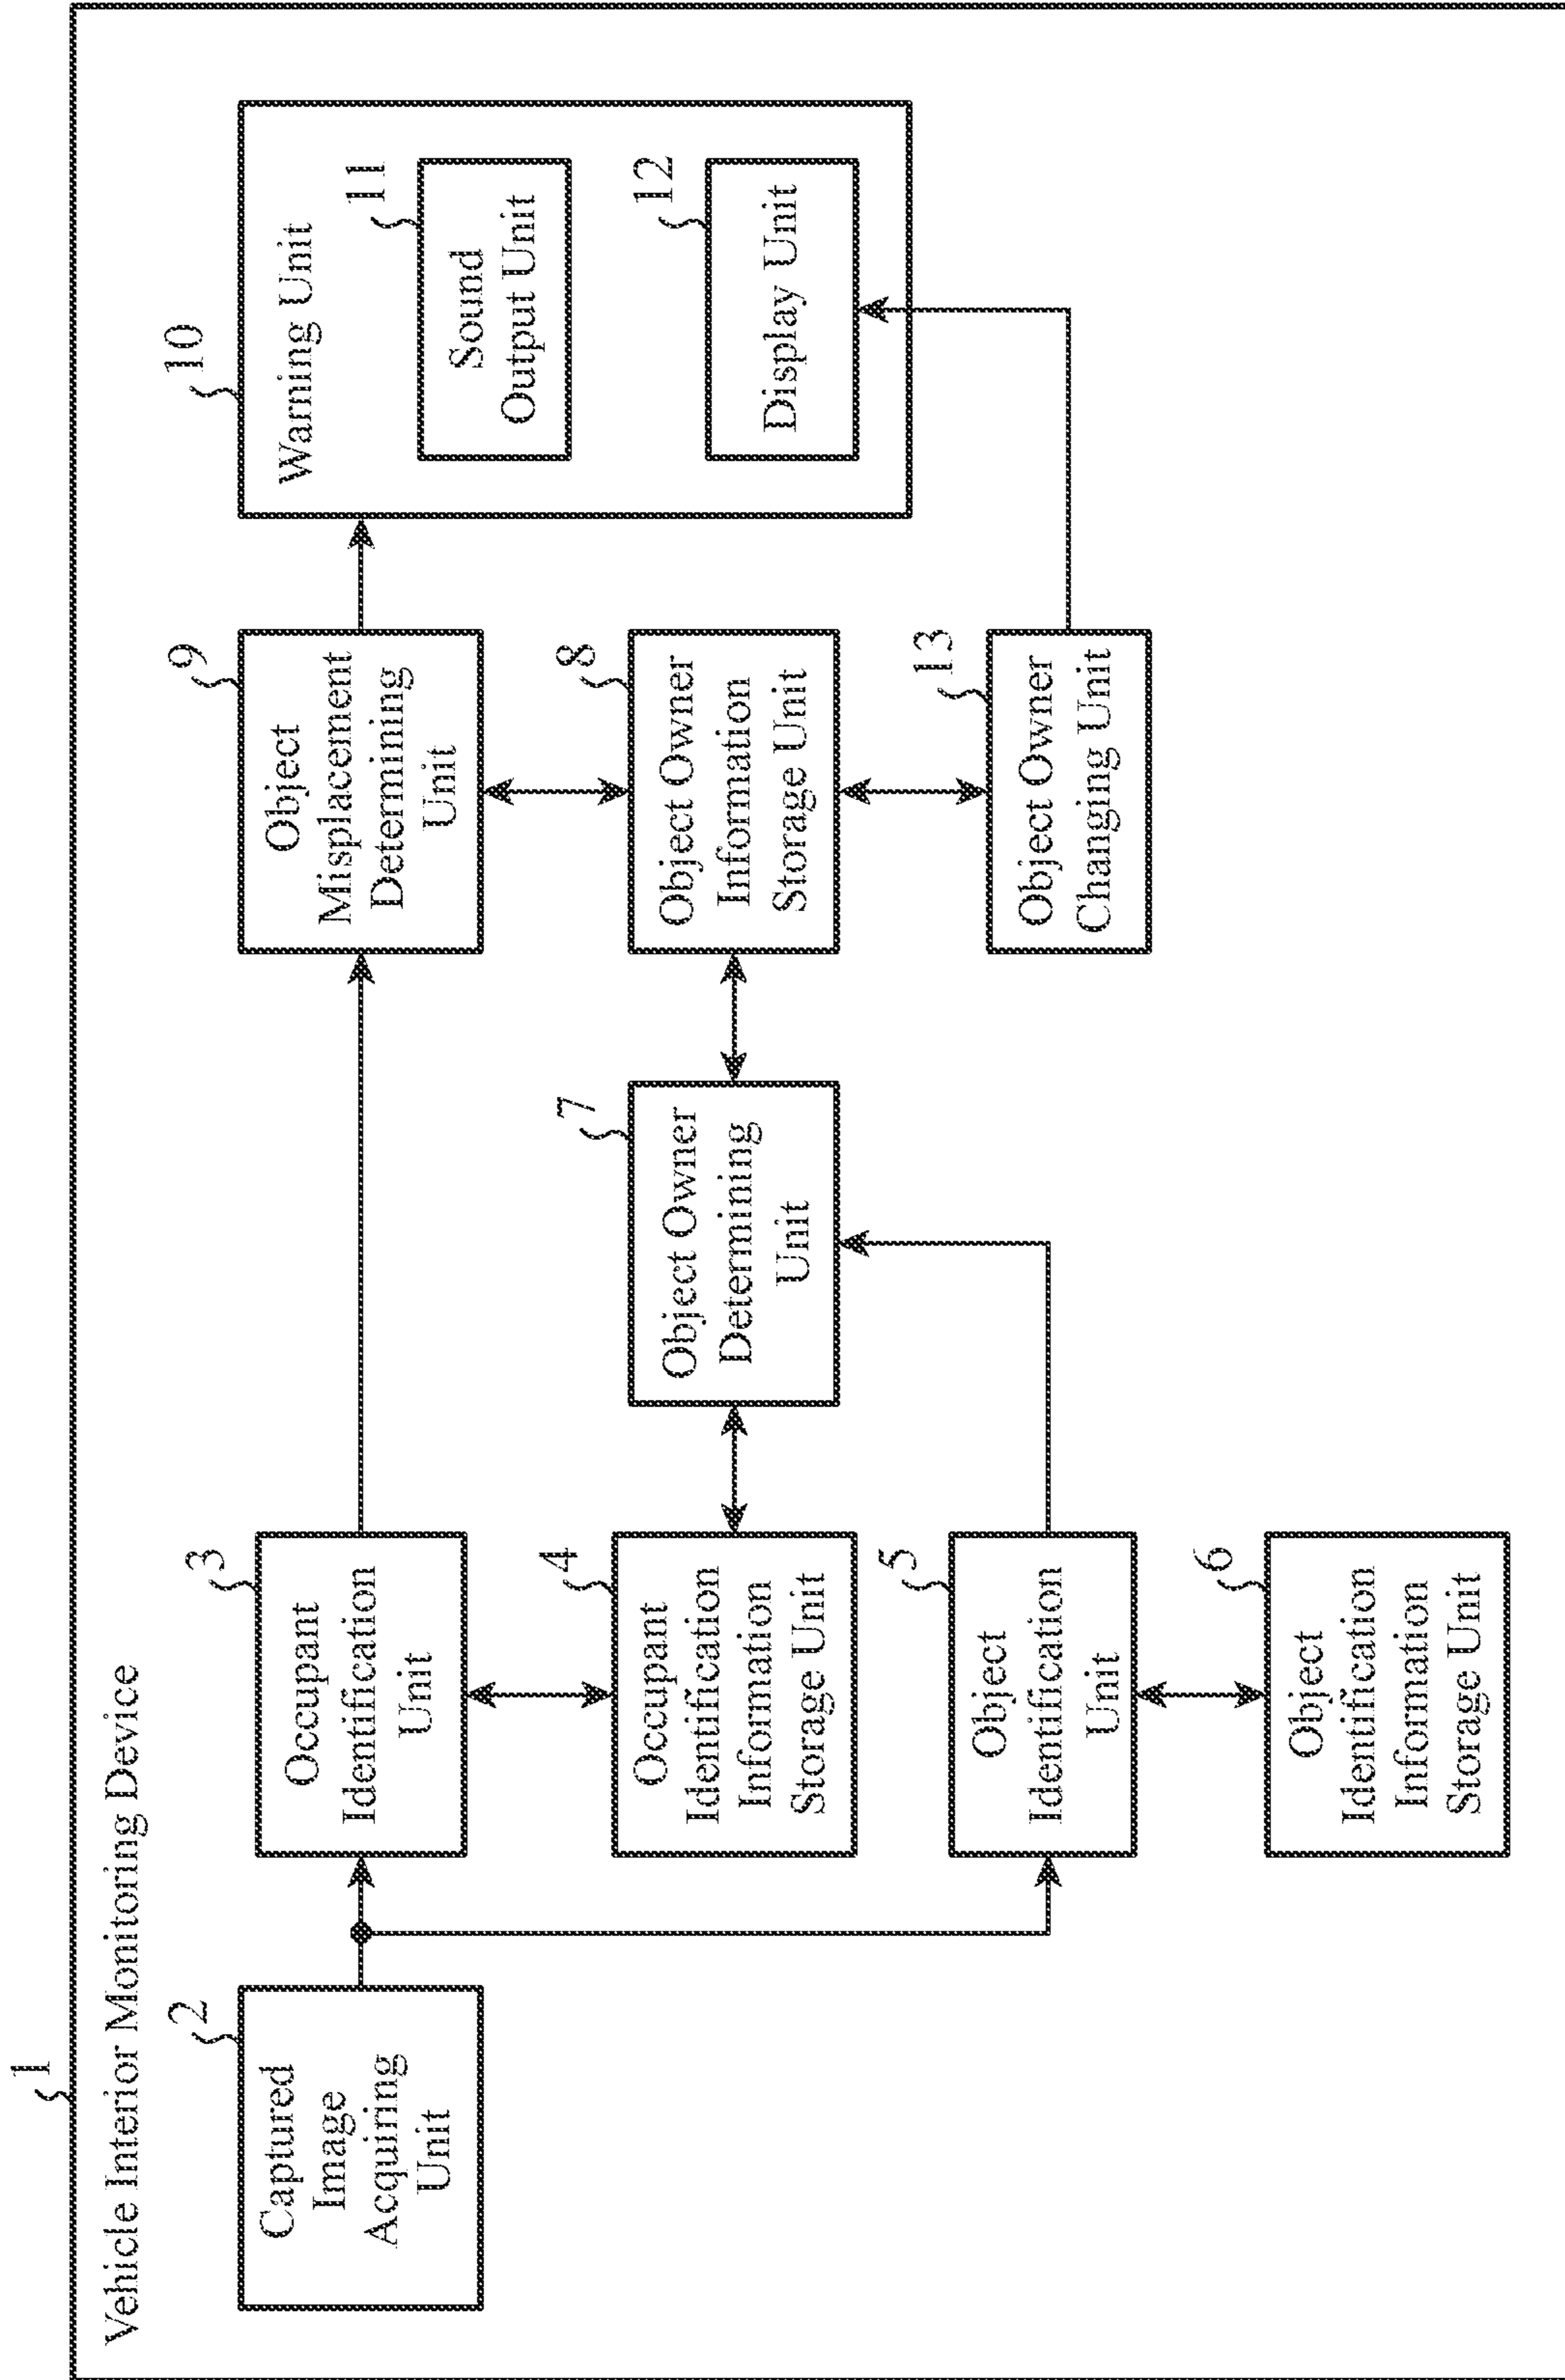 1
Vehicle Interior Monitoring Device
2
Captured
Image
Acquiring
Unit
3
Occupant
Identification
Unit
4
Occupant
Identification
Information
Storage Unit
5
Object
Identification
Unit
6
Object
Identification
Information
Storage Unit
7
Object Owner
Determining
Unit
9
Object
Misplacement
Determining
Unit
8
Object Owner
Information
Storage Unit
13
Object Owner
Changing Unit
10
Warning Unit
11
Sound
Output Unit
12
Display Unit